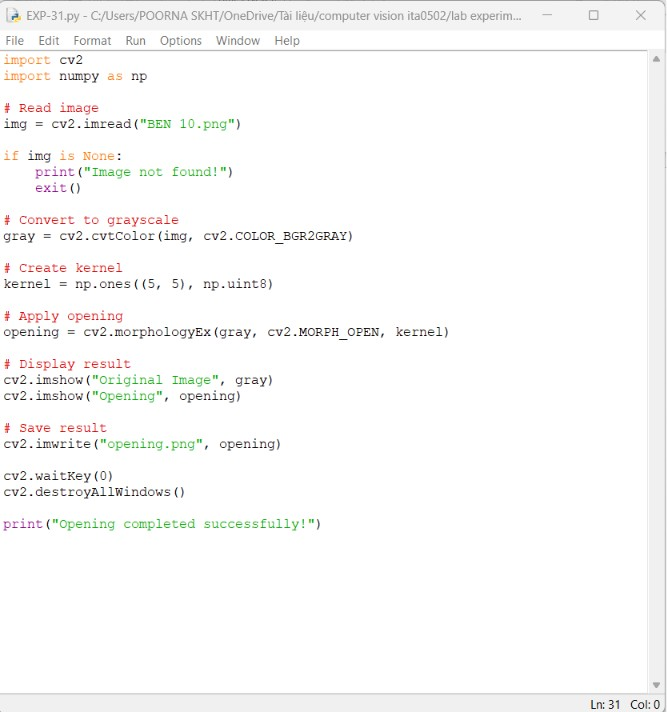 EXP-31.py - C:/Users/POORNA SKHT/OneDrive/Tài liệu/computer vision ita0502/lab experim...
File Edit Format Run Options Window Help
import cv2
import numpy as np

# Read image
img = cv2.imread("BEN 10.png")

if img is None:
    print("Image not found!")
    exit()

# Convert to grayscale
gray = cv2.cvtColor(img, cv2.COLOR_BGR2GRAY)

# Create kernel
kernel = np.ones((5, 5), np.uint8)

# Apply opening
opening = cv2.morphologyEx(gray, cv2.MORPH_OPEN, kernel)

# Display result
cv2.imshow("Original Image", gray)
cv2.imshow("Opening", opening)

# Save result
cv2.imwrite("opening.png", opening)

cv2.waitKey(0)
cv2.destroyAllWindows()

print("Opening completed successfully!")
Ln: 31 Col: 0